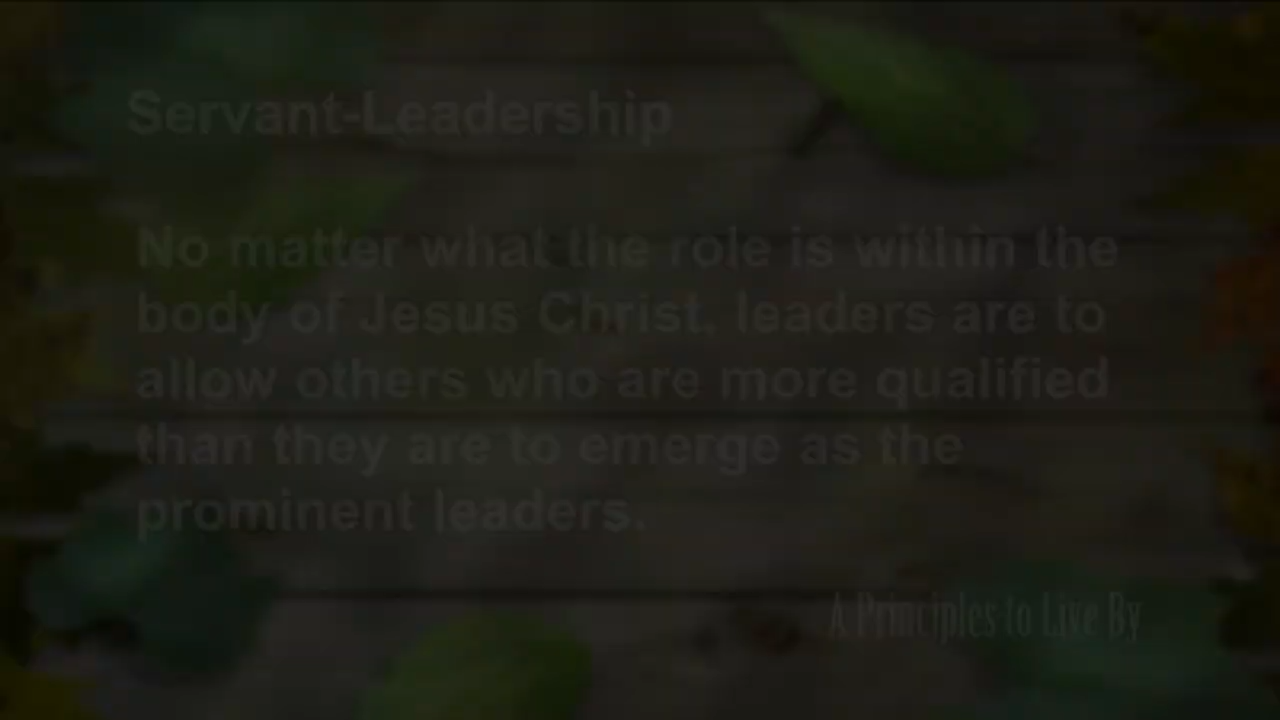 Servant-Leadership
No matter what the role is within the
body of Jesus Christ, leaders are to
allow others who are more qualified
than they are to emerge as the
prominent leaders.
A Principles to Live By